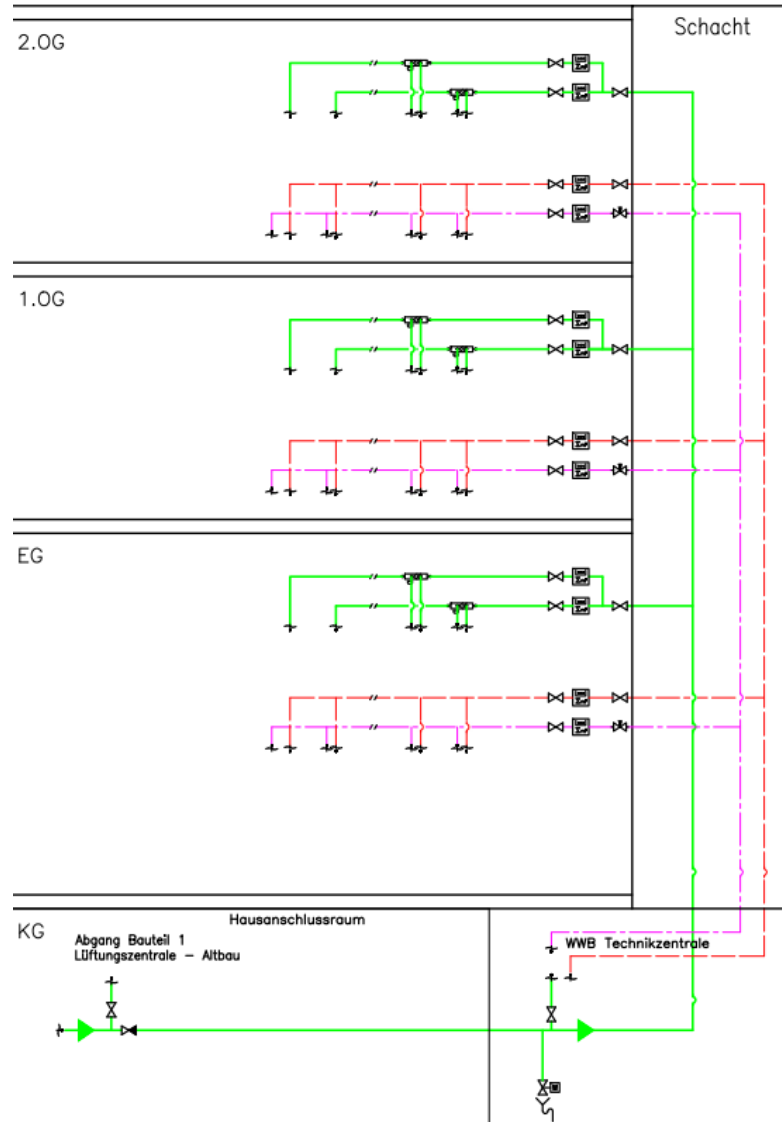 Schacht
2.OG
1.OG
EG
KG
Hausanschlussraum
Abgang Bauteil 1
Lüftungszentrale - Altbau
WWB Technikzentrale